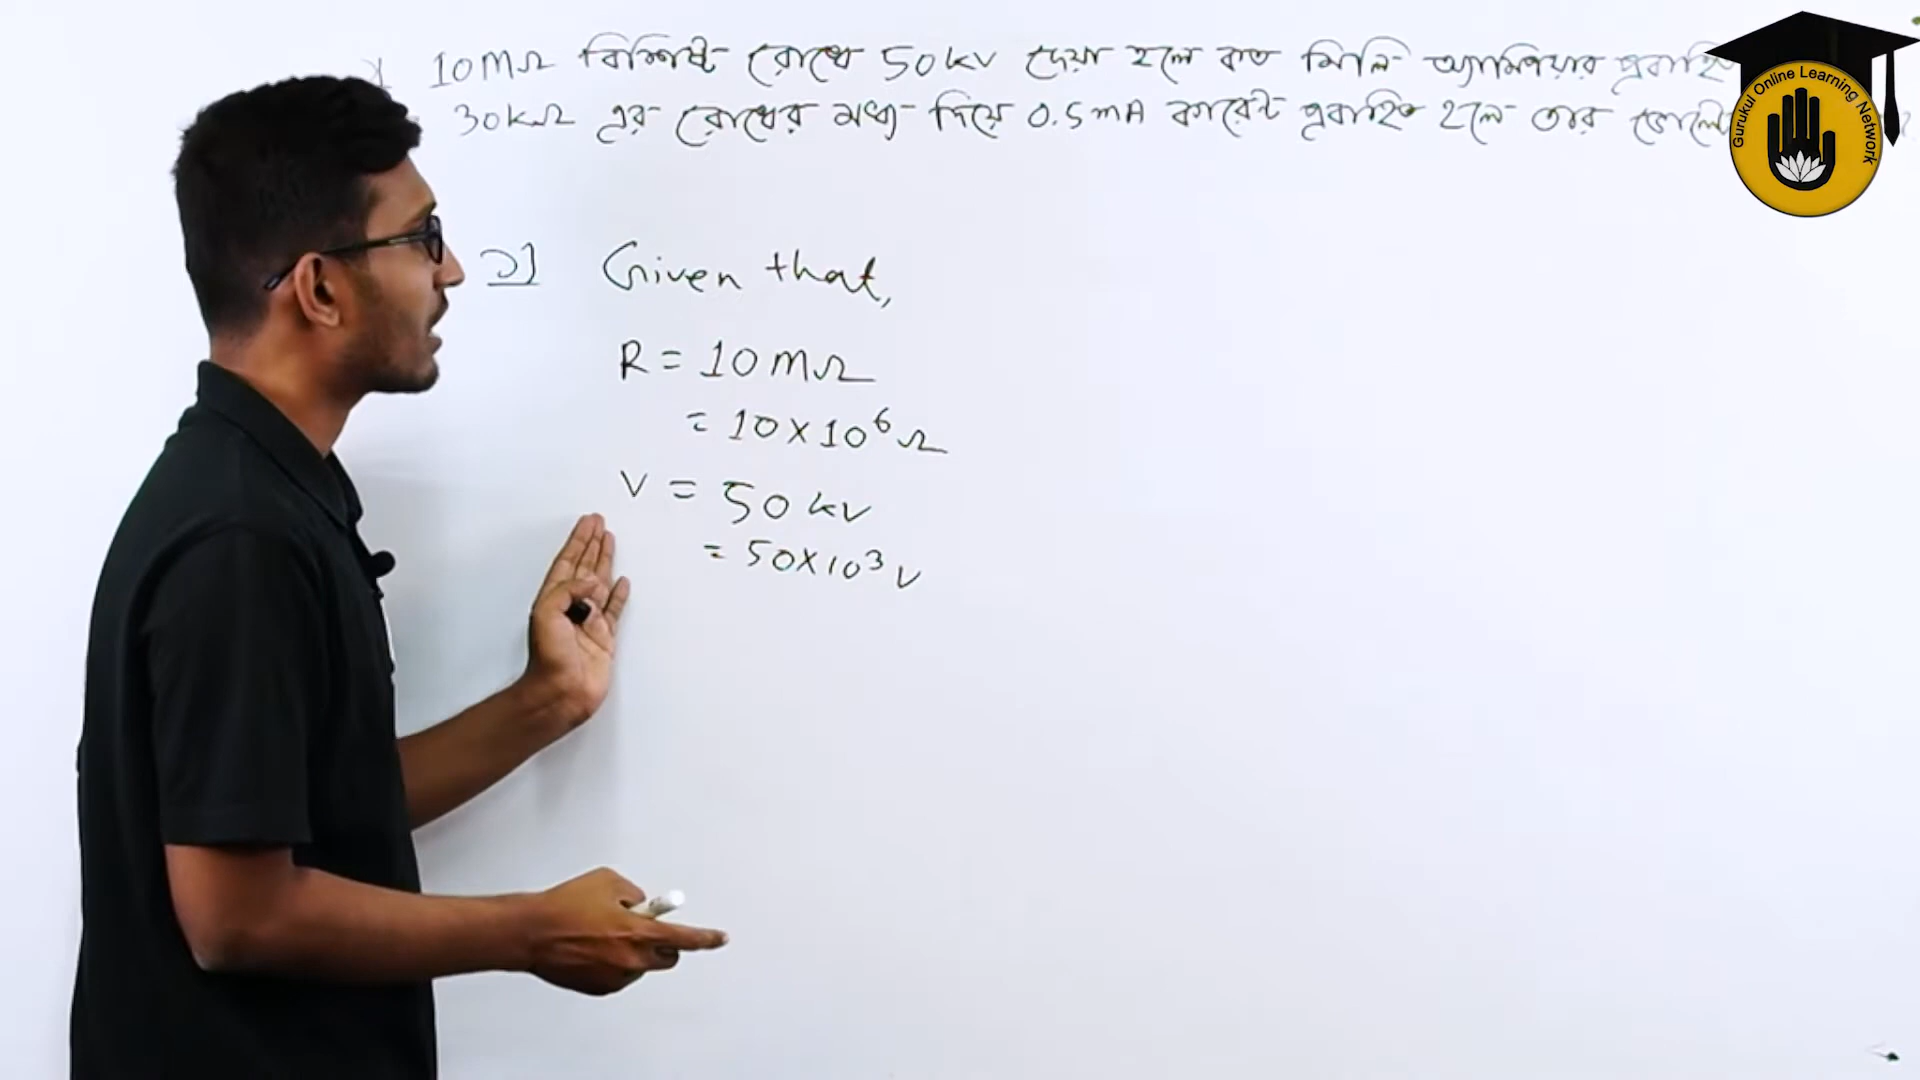 10MΩ বিশিষ্ট রোধে 50kV দেয়া হলে কত মিলি অ্যাম্পিয়ার প্রবাহিত
30kΩ এর রোধের মধ্য দিয়ে 0.5mA কারেন্ট প্রবাহিত হলে তার
Gurukul Online Learning Network
১] Given that,
R = 10MΩ
= 10×10⁶Ω
V = 50kV
= 50×10³V